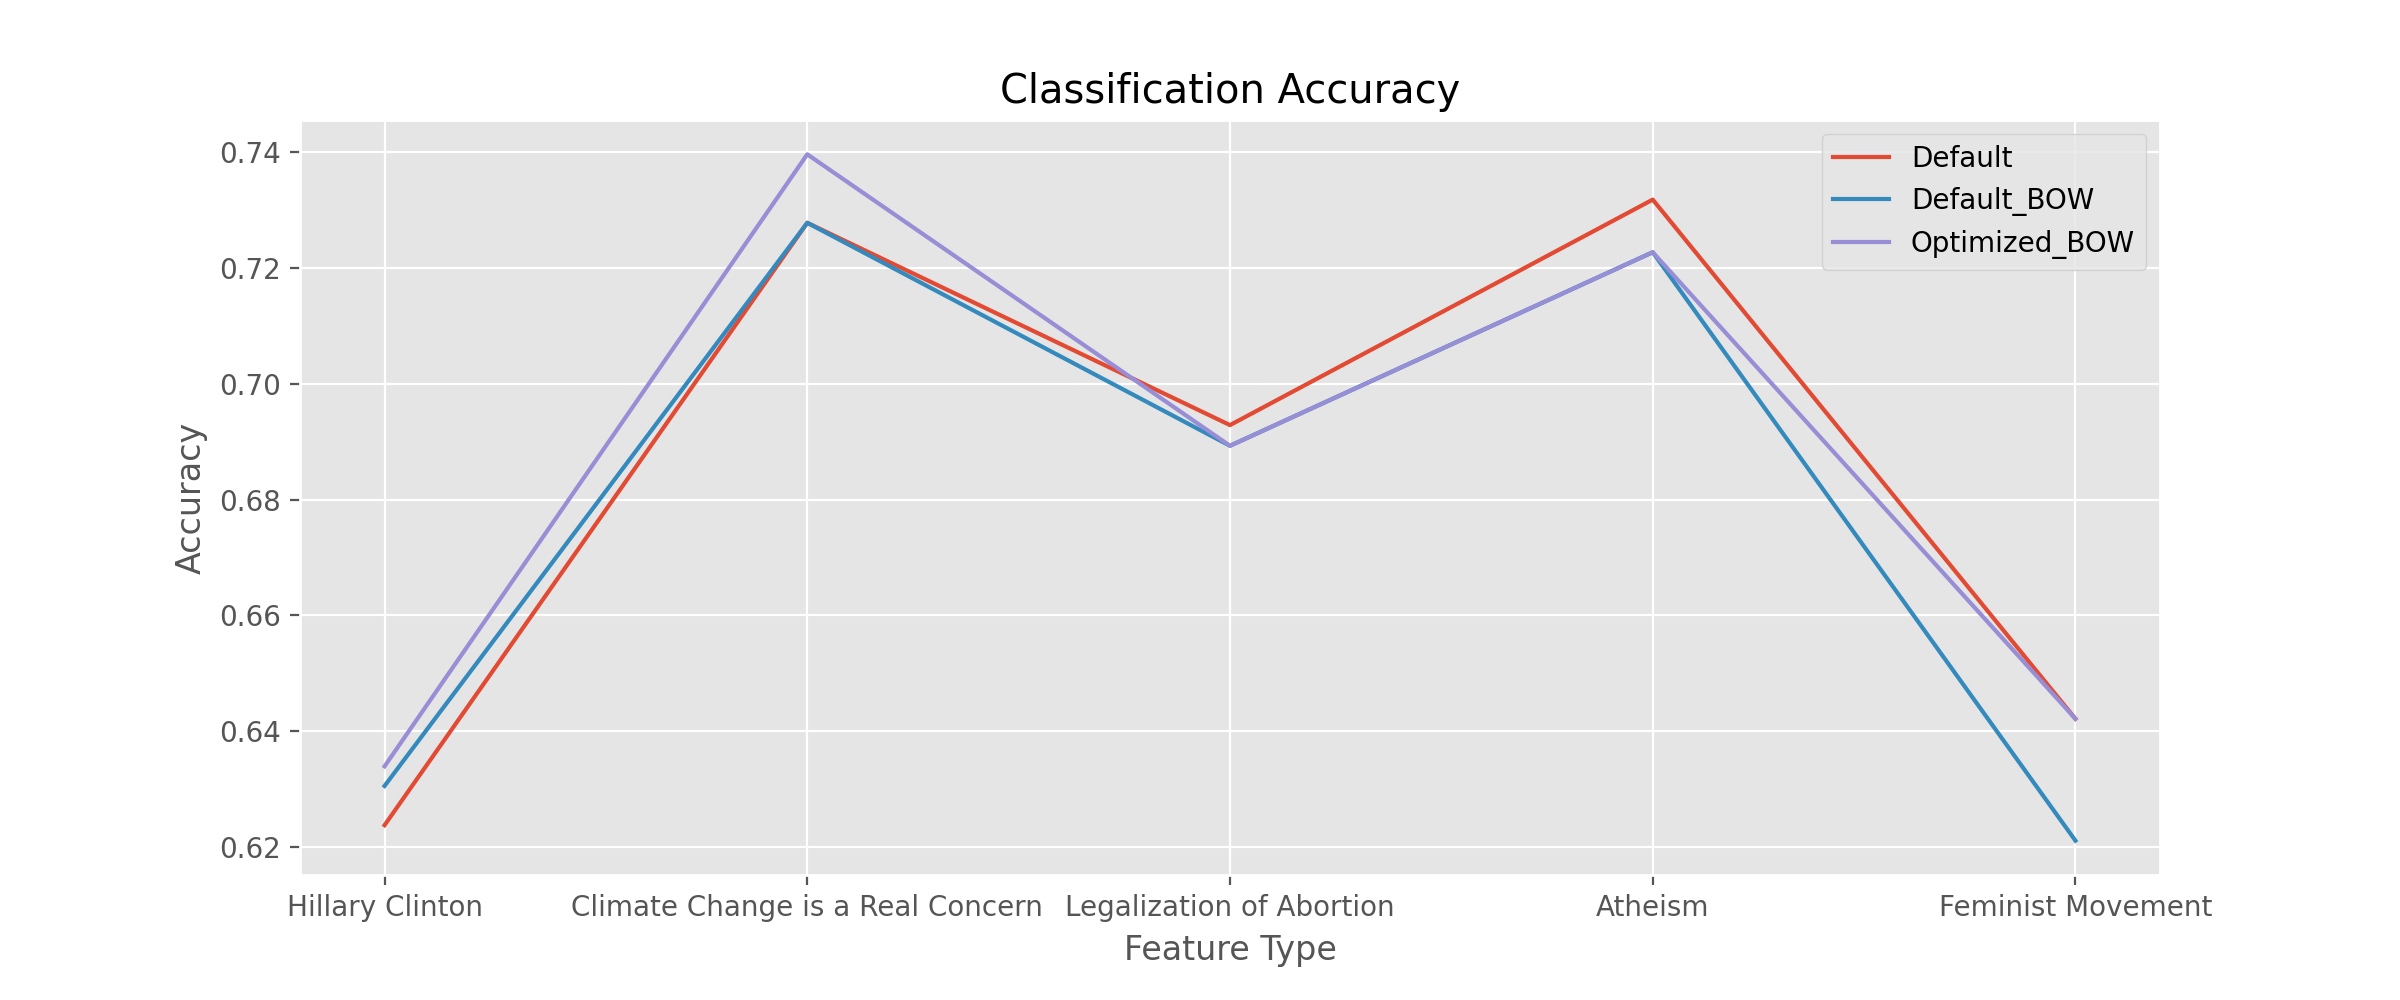 Classification Accuracy
0.74
0.72
0.70
0.68
0.66
0.64
0.62
Accuracy
Default
Default_BOW
Optimized_BOW
Hillary Clinton
Climate Change is a Real Concern
Legalization of Abortion
Atheism
Feminist Movement
Feature Type